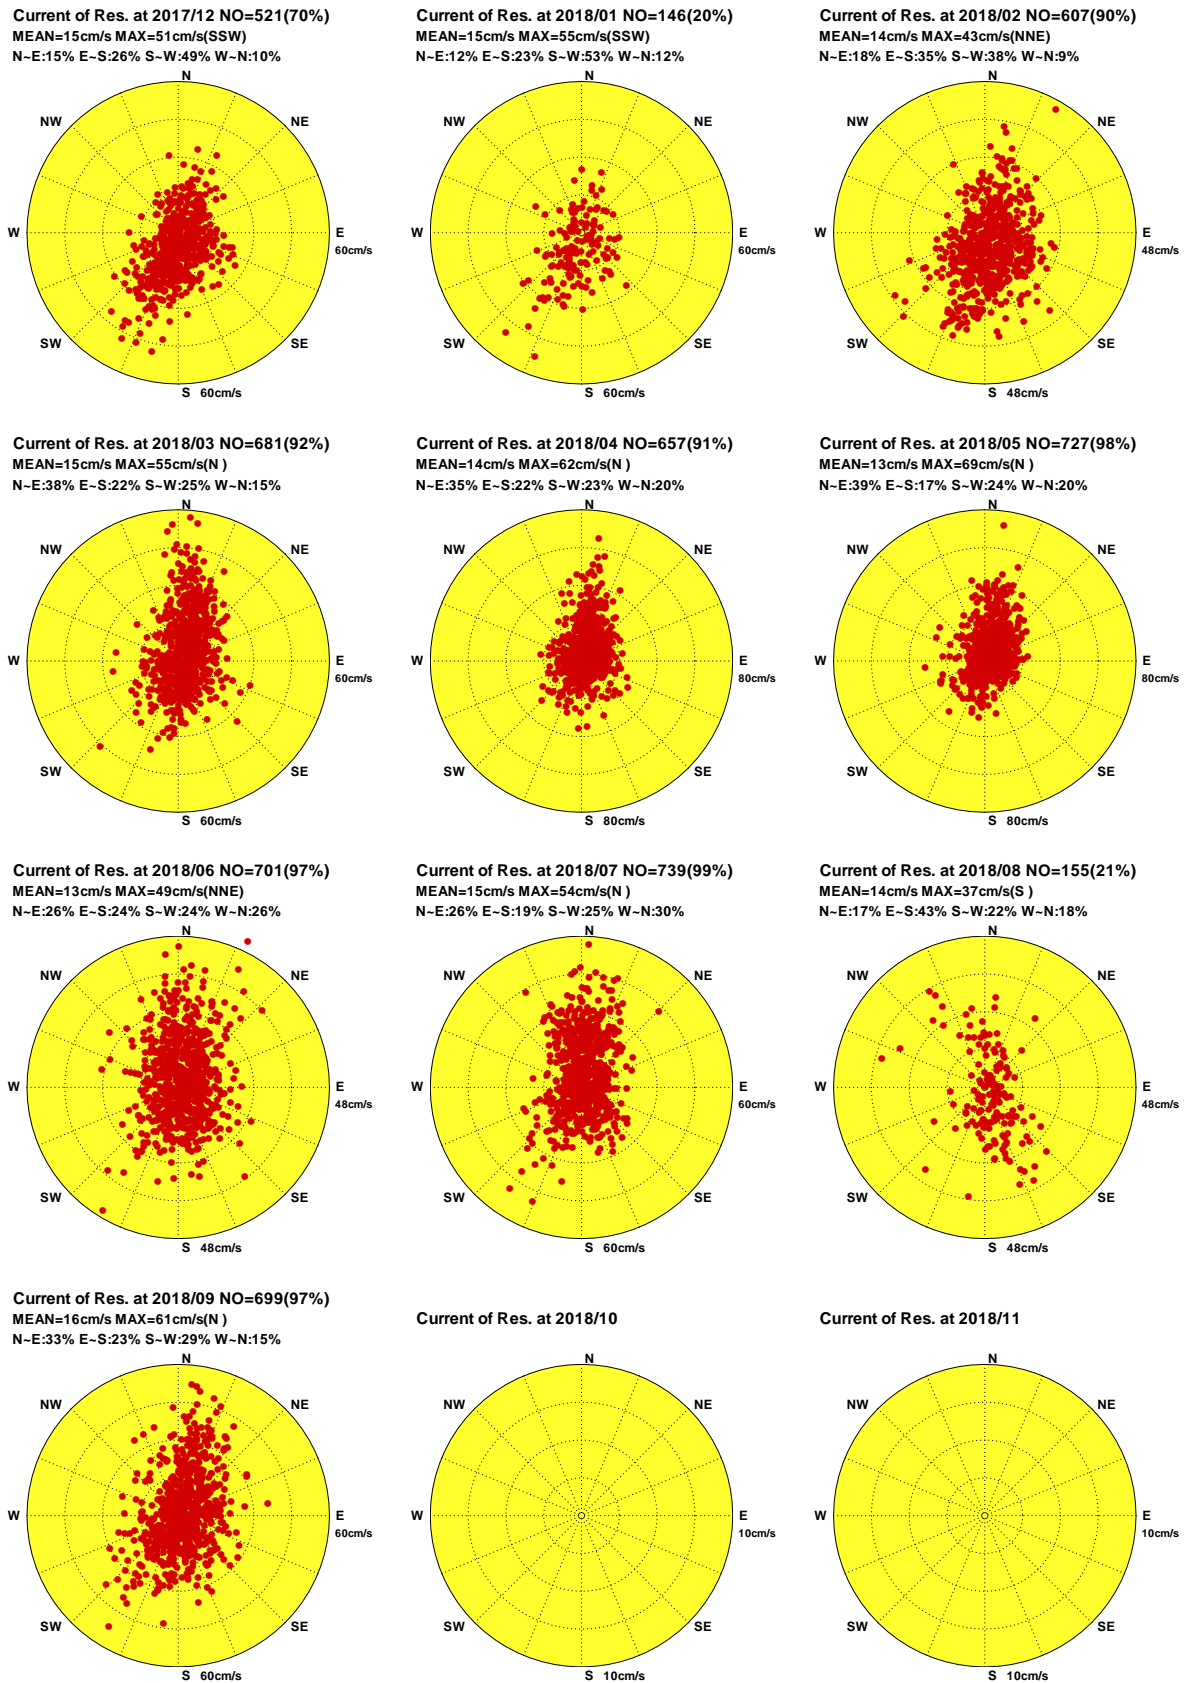 Current of Res. at 2017/12 NO=521(70%)
MEAN=15cm/s MAX=51cm/s(SSW)
N~E:15% E~S:26% S~W:49% W~N:10%
N
NW
NE
W
E
60cm/s
SW
SE
S 60cm/s
Current of Res. at 2018/01 NO=146(20%)
MEAN=15cm/s MAX=55cm/s(SSW)
N~E:12% E~S:23% S~W:53% W~N:12%
N
NW
NE
W
E
60cm/s
SW
SE
S 60cm/s
Current of Res. at 2018/02 NO=607(90%)
MEAN=14cm/s MAX=43cm/s(NNE)
N~E:18% E~S:35% S~W:38% W~N:9%
N
NW
NE
W
E
48cm/s
SW
SE
S 48cm/s
Current of Res. at 2018/03 NO=681(92%)
MEAN=15cm/s MAX=55cm/s(N )
N~E:38% E~S:22% S~W:25% W~N:15%
N
NW
NE
W
E
60cm/s
SW
SE
S 60cm/s
Current of Res. at 2018/04 NO=657(91%)
MEAN=14cm/s MAX=62cm/s(N )
N~E:35% E~S:22% S~W:23% W~N:20%
N
NW
NE
W
E
80cm/s
SW
SE
S 80cm/s
Current of Res. at 2018/05 NO=727(98%)
MEAN=13cm/s MAX=69cm/s(N )
N~E:39% E~S:17% S~W:24% W~N:20%
N
NW
NE
W
E
80cm/s
SW
SE
S 80cm/s
Current of Res. at 2018/06 NO=701(97%)
MEAN=13cm/s MAX=49cm/s(NNE)
N~E:26% E~S:24% S~W:24% W~N:26%
N
NW
NE
W
E
48cm/s
SW
SE
S 48cm/s
Current of Res. at 2018/07 NO=739(99%)
MEAN=15cm/s MAX=54cm/s(N )
N~E:26% E~S:19% S~W:25% W~N:30%
N
NW
NE
W
E
60cm/s
SW
SE
S 60cm/s
Current of Res. at 2018/08 NO=155(21%)
MEAN=14cm/s MAX=37cm/s(S )
N~E:17% E~S:43% S~W:22% W~N:18%
N
NW
NE
W
E
48cm/s
SW
SE
S 48cm/s
Current of Res. at 2018/09 NO=699(97%)
MEAN=16cm/s MAX=61cm/s(N )
N~E:33% E~S:23% S~W:29% W~N:15%
N
NW
NE
W
E
60cm/s
SW
SE
S 60cm/s
Current of Res. at 2018/10
N
NW
NE
W
E
10cm/s
SW
SE
S 10cm/s
Current of Res. at 2018/11
N
NW
NE
W
E
10cm/s
SW
SE
S 10cm/s